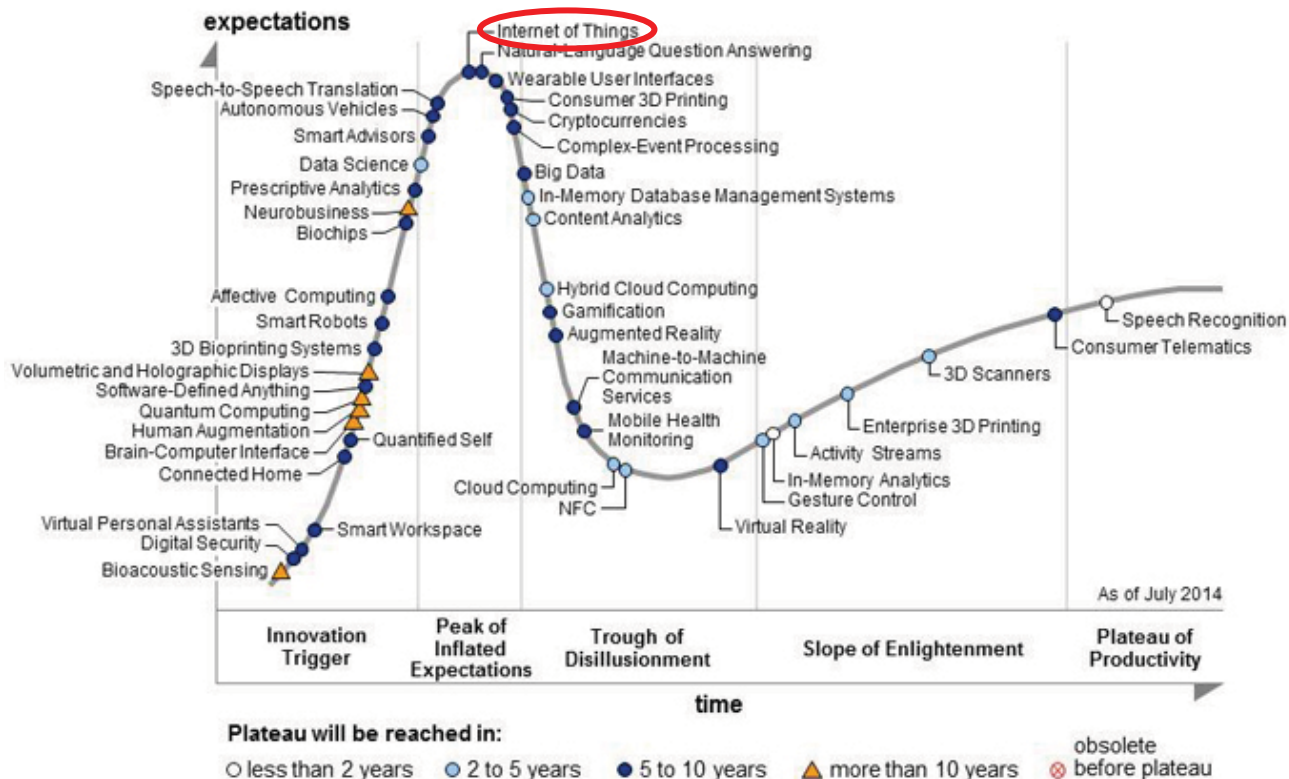 expectations
Internet of Things
Natural-Language Question Answering
Wearable User Interfaces
Speech-to-Speech Translation
Consumer 3D Printing
Autonomous Vehicles
Cryptocurrencies
Smart Advisors
Complex-Event Processing
Data Science
Big Data
Prescriptive Analytics
In-Memory Database Management Systems
Neurobusiness
Content Analytics
Biochips
Hybrid Cloud Computing
Affective Computing
Gamification
Smart Robots
Augmented Reality
3D Bioprinting Systems
Machine-to-Machine
Communication
Services
Volumetric and Holographic Displays
Software-Defined Anything
Quantum Computing
Mobile Health
Monitoring
Human Augmentation
Quantified Self
Brain-Computer Interface
Connected Home
Cloud Computing
NFC
Virtual Personal Assistants
Smart Workspace
Digital Security
Bioacoustic Sensing
Speech Recognition
Consumer Telematics
3D Scanners
Enterprise 3D Printing
Activity Streams
In-Memory Analytics
Gesture Control
Virtual Reality
As of July 2014
Innovation
Trigger
Peak of
Inflated
Expectations
Trough of
Disillusionment
Slope of Enlightenment
Plateau of
Productivity
time
Plateau will be reached in:
less than 2 years
2 to 5 years
5 to 10 years
more than 10 years
obsolete
before plateau